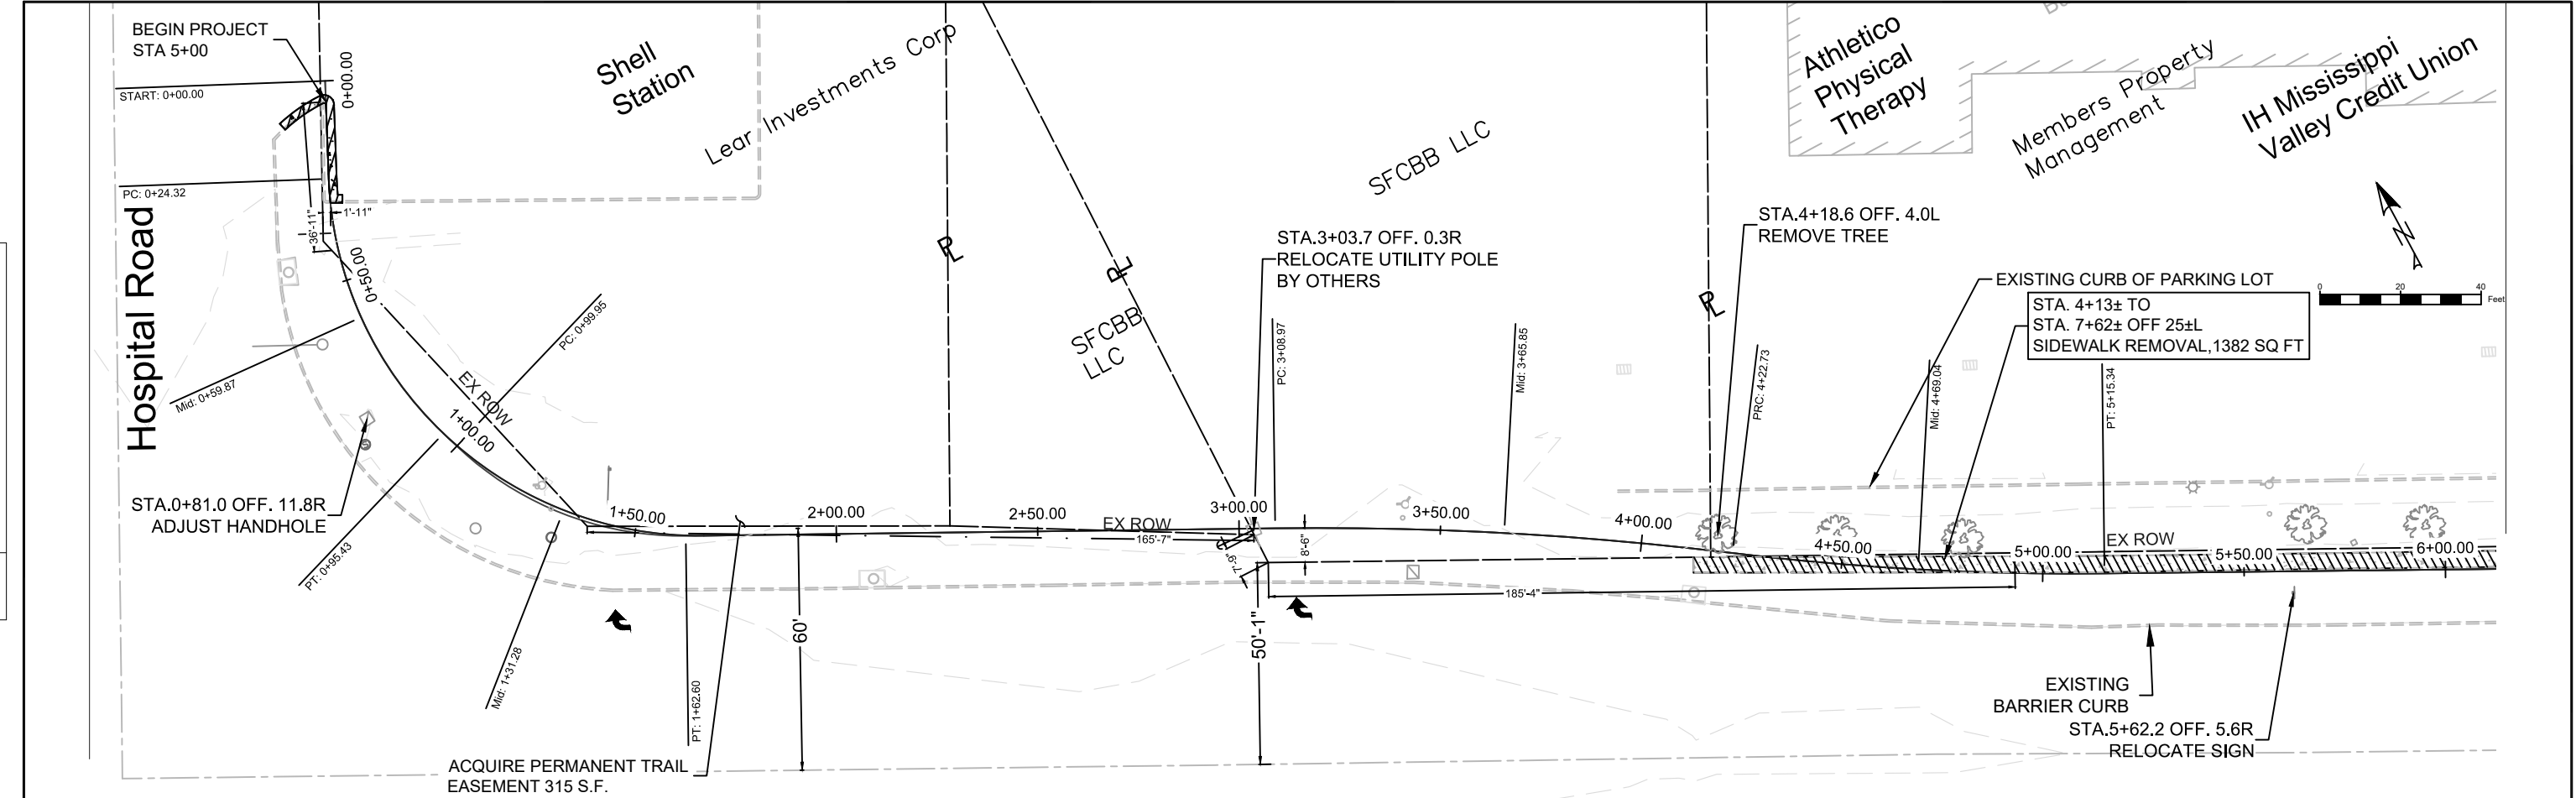 BEGIN PROJECT
STA 5+00
START: 0+00.00
0+00.00
PC: 0+24.32
Hospital Road
36'-11"
1'-11"
0+50.00
Mid: 0+59.87
EX ROW
PC: 0+99.95
1+00.00
STA.0+81.0 OFF. 11.8R
ADJUST HANDHOLE
PT: 0+95.43
Mid: 1+31.28
Shell
Station
Lear Investments Corp
PL
PL
SFCBB
LLC
SFCBB LLC
1+50.00
2+00.00
2+50.00
EX ROW
165'-7"
3+00.00
PT: 1+62.60
ACQUIRE PERMANENT TRAIL
EASEMENT 315 S.F.
60'
50'-1"
7'-9"
8'-6"
185'-4"
STA.3+03.7 OFF. 0.3R
RELOCATE UTILITY POLE
BY OTHERS
PC: 3+08.97
3+50.00
Mid: 3+65.85
4+00.00
PL
STA.4+18.6 OFF. 4.0L
REMOVE TREE
PRC: 4+22.73
4+50.00
Mid: 4+69.04
Athletico
Physical
Therapy
Members Property
Management
IH Mississippi
Valley Credit Union
N
0 20 40
Feet
EXISTING CURB OF PARKING LOT
STA. 4+13± TO
STA. 7+62± OFF 25±L
SIDEWALK REMOVAL,1382 SQ FT
PT: 5+15.34
5+00.00
EX ROW
5+50.00
6+00.00
EXISTING
BARRIER CURB
STA.5+62.2 OFF. 5.6R
RELOCATE SIGN